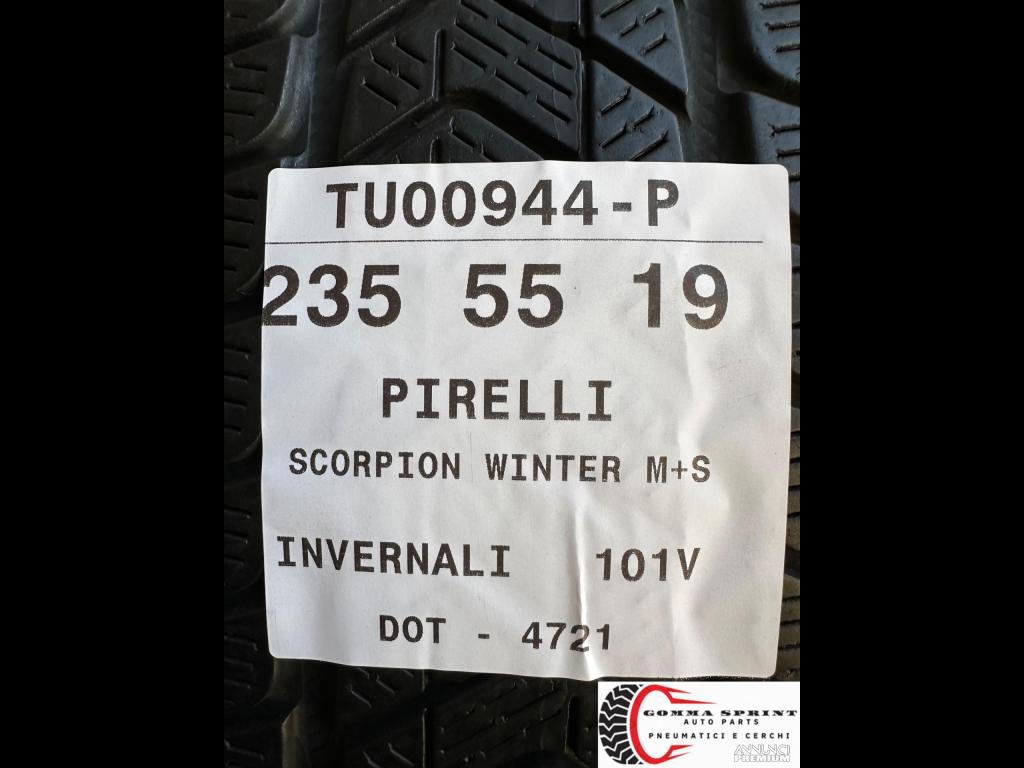 TU00944-P
235 55 19
PIRELLI
SCORPION WINTER M+S
INVERNALI 101V
DOT - 4721
GOMMA SPRINT
AUTO PARTS
PNEUMATICI E CERCHI
ANNUNCI
PREMIUM